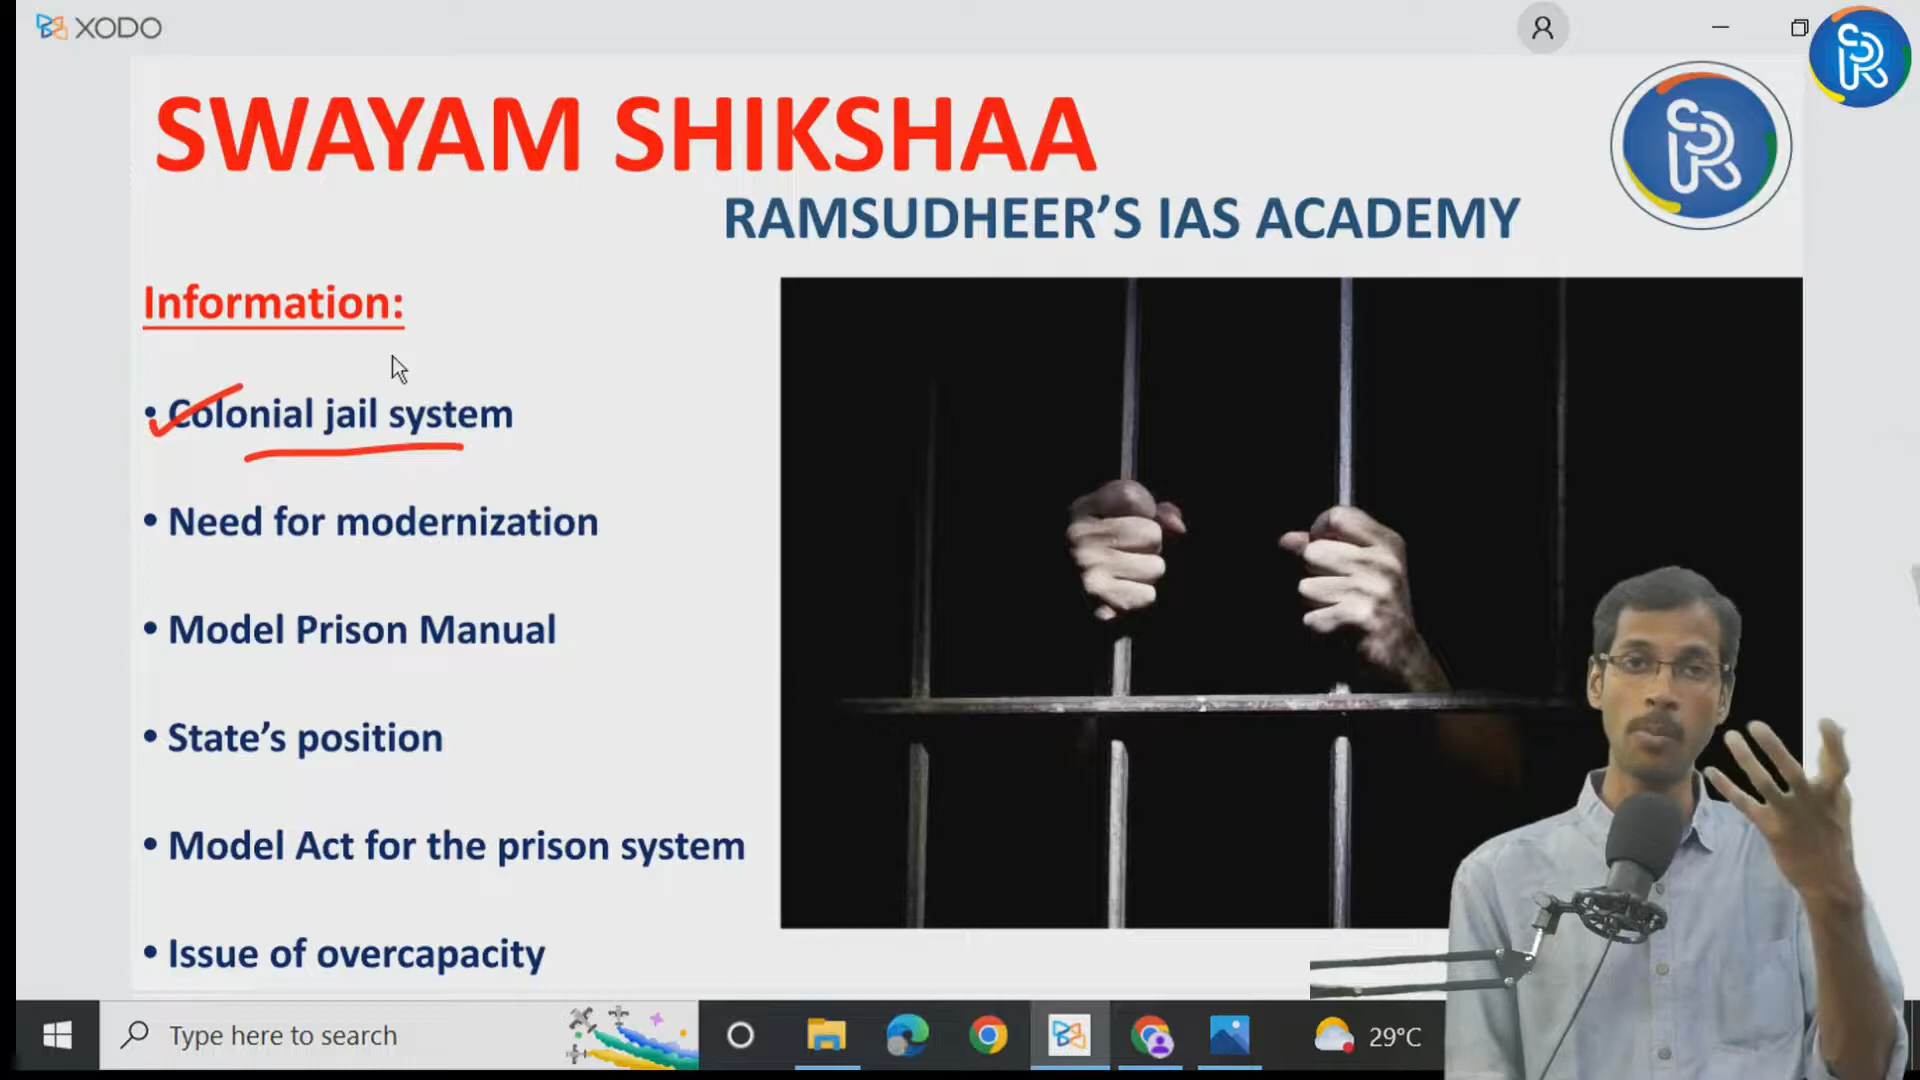 XODO
SWAYAM SHIKSHAA
RAMSUDHEER’S IAS ACADEMY
Information:
• Colonial jail system
• Need for modernization
• Model Prison Manual
• State’s position
• Model Act for the prison system
• Issue of overcapacity
Type here to search
29°C